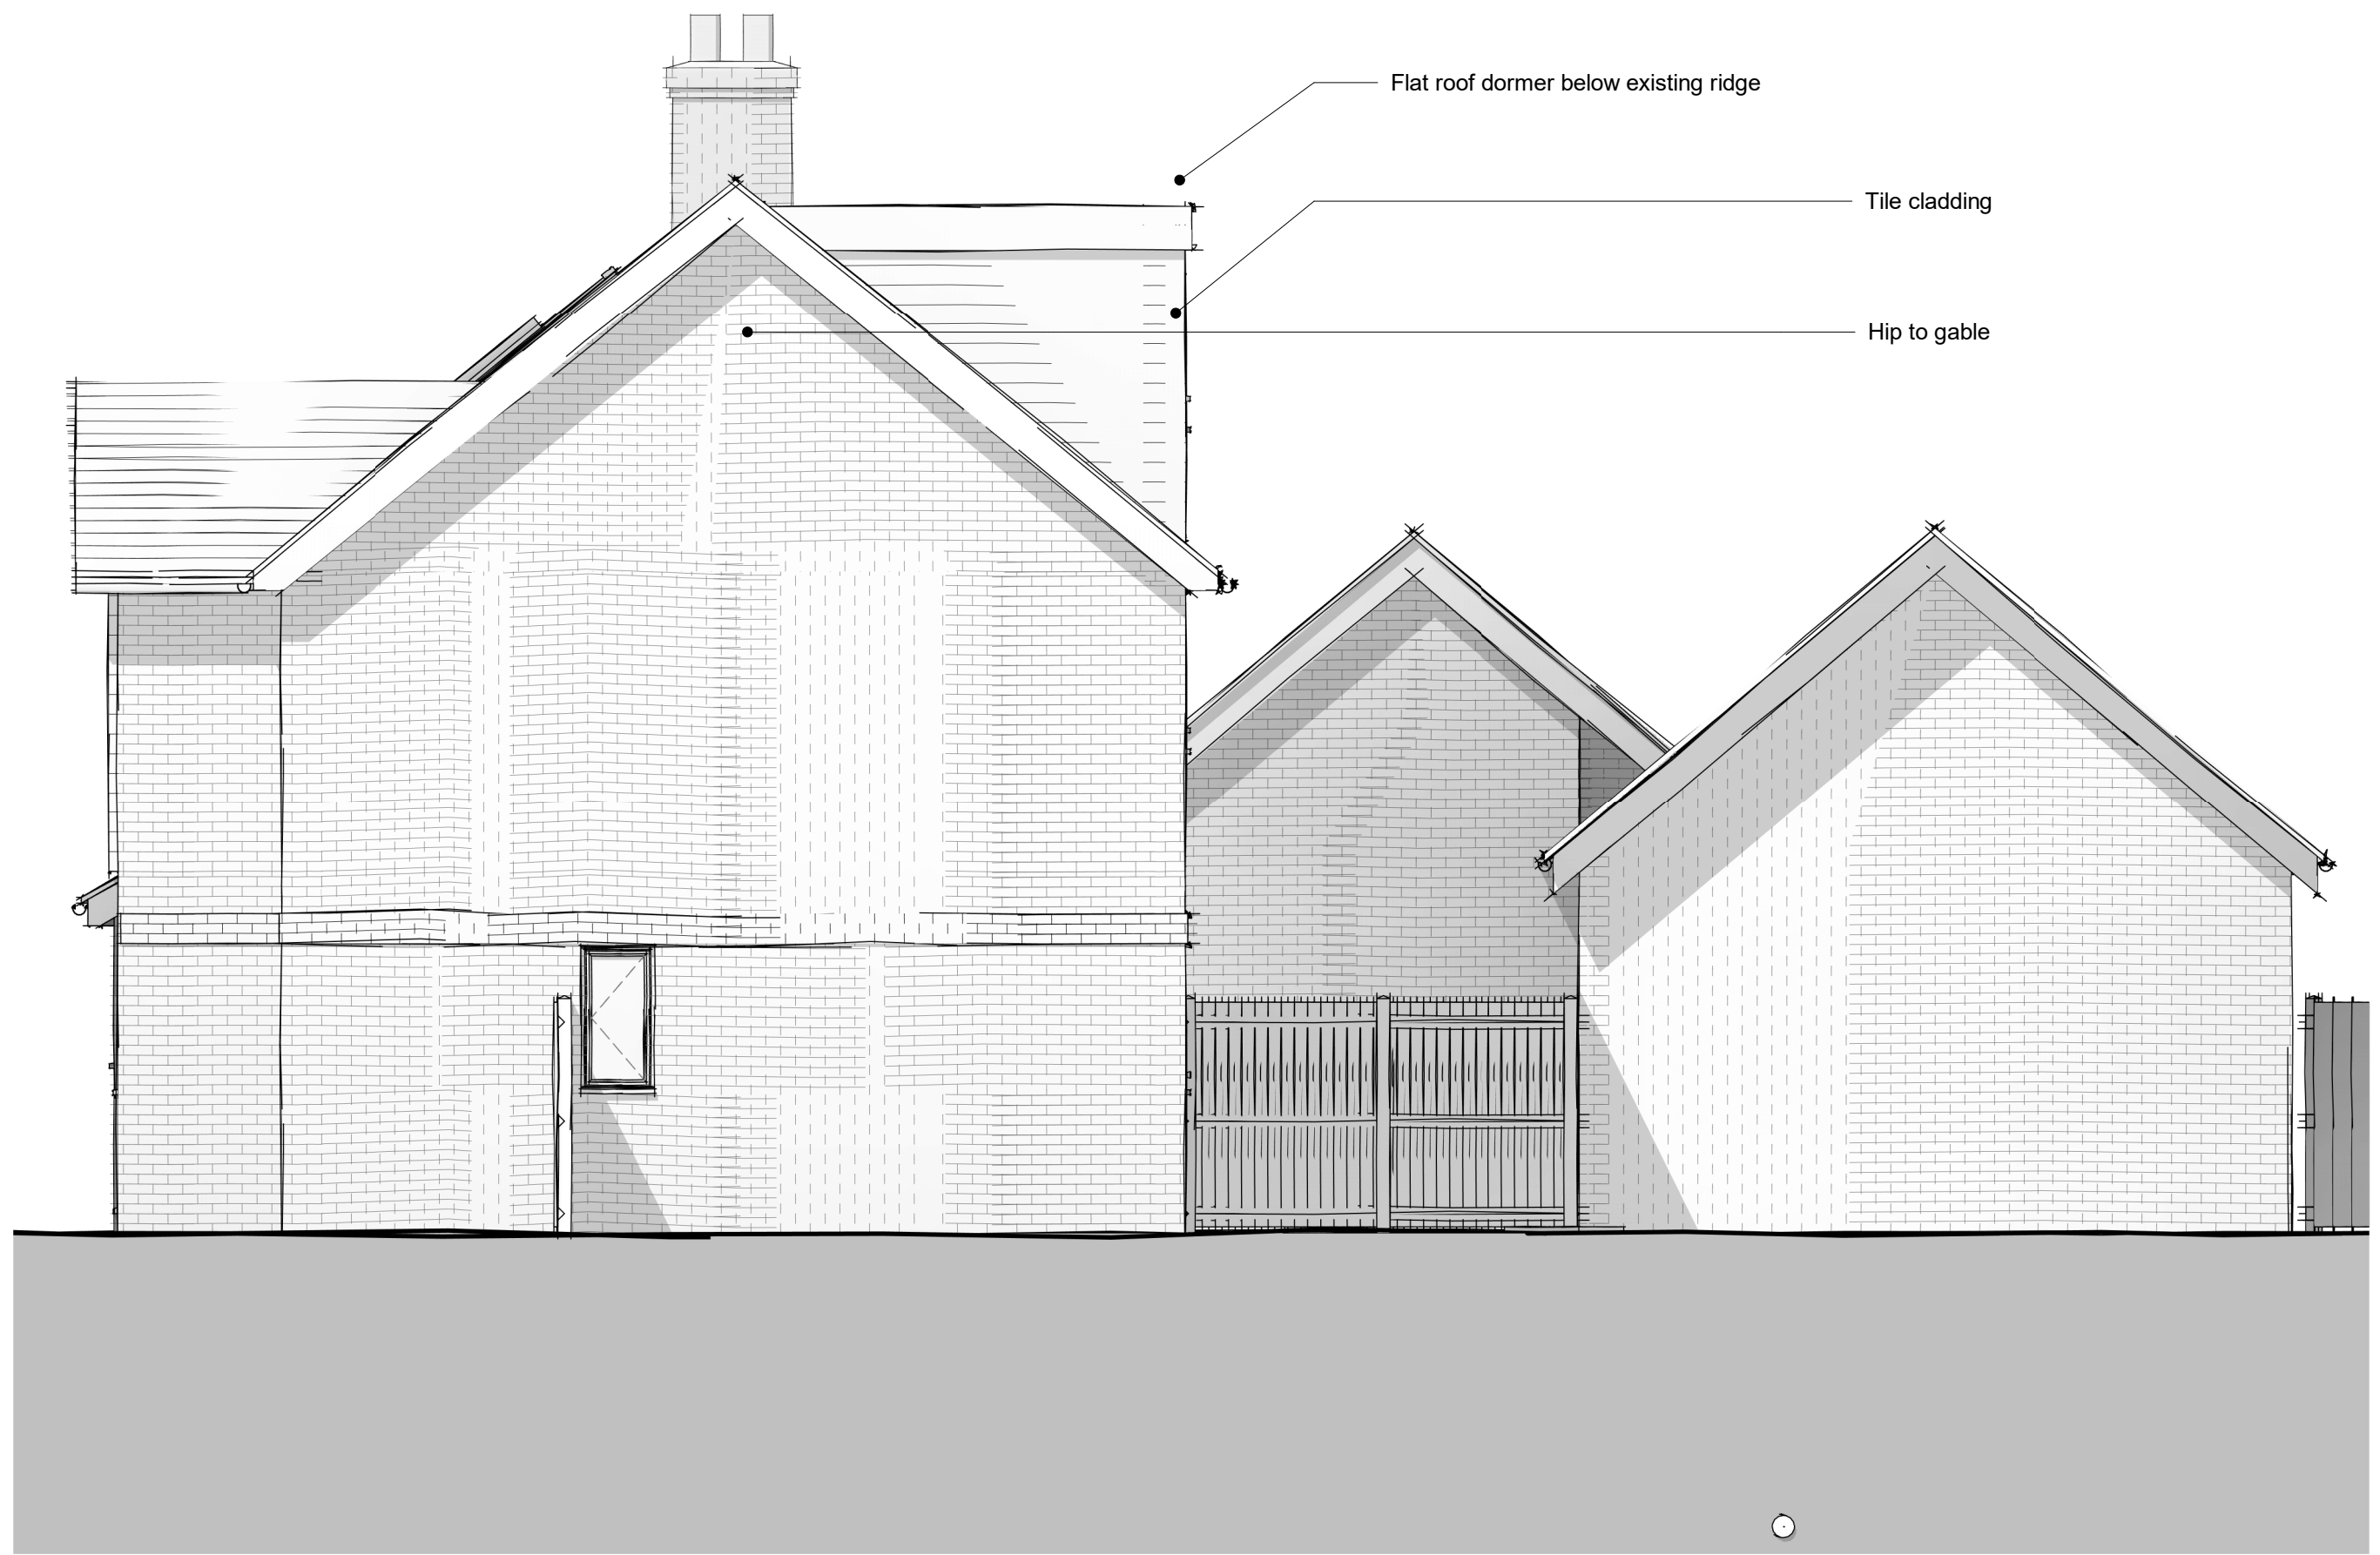 Flat roof dormer below existing ridge
Tile cladding
Hip to gable